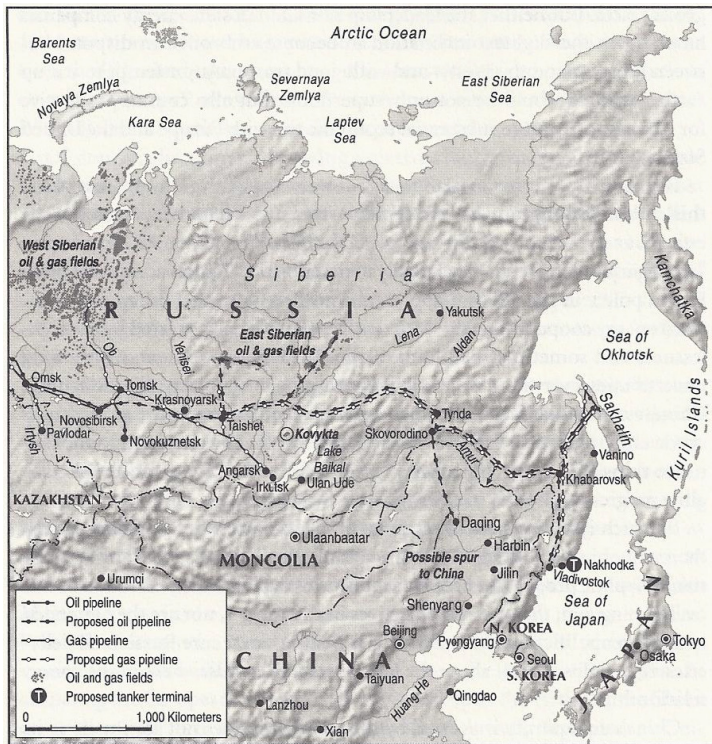 Arctic Ocean
Barents
Sea
Severnaya
Zemlya
East Siberian
Sea
Novaya Zemlya
Kara Sea
Laptev
Sea
West Siberian
oil & gas fields
Siberia
Kamchatka
RUSSIA
Yakutsk
Lena
Aldan
Sea of
Okhotsk
East Siberian
oil & gas fields
Ob
Yenisei
Omsk
Tomsk
Krasnoyarsk
Tynda
Sakhalin
Kuril Islands
Novosibirsk
Taishet
Skovorodino
Irtysh
Pavlodar
Novokuznetsk
Kovykta
Amur
Vanino
Lake
Baikal
Angarsk
Irkutsk
Ulan Ude
Khabarovsk
KAZAKHSTAN
Daqing
Ulaanbaatar
Harbin
MONGOLIA
Possible spur
to China
Jilin
Nakhodka
T
Vladivostok
Urumqi
Shenyang
Sea of
Japan
JAPAN
Oil pipeline
Proposed oil pipeline
Gas pipeline
Proposed gas pipeline
Oil and gas fields
T Proposed tanker terminal
0 1,000 Kilometers
Beijing
N. KOREA
Pyongyang
Seoul
S. KOREA
Tokyo
Osaka
CHINA
Taiyuan
Huang He
Qingdao
Lanzhou
Xian